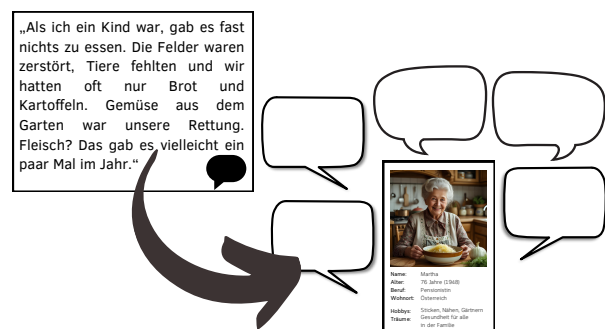 „Als ich ein Kind war, gab es fast
nichts zu essen. Die Felder waren
zerstört, Tiere fehlten und wir
hatten oft nur Brot und
Kartoffeln. Gemüse aus dem
Garten war unsere Rettung.
Fleisch? Das gab es vielleicht ein
paar Mal im Jahr.“
Name: Martha
Alter: 76 Jahre (1948)
Beruf: Pensionistin
Wohnort: Österreich
Hobbys: Sticken, Nähen, Gärtnern
Träume: Gesundheit für alle
in der Familie